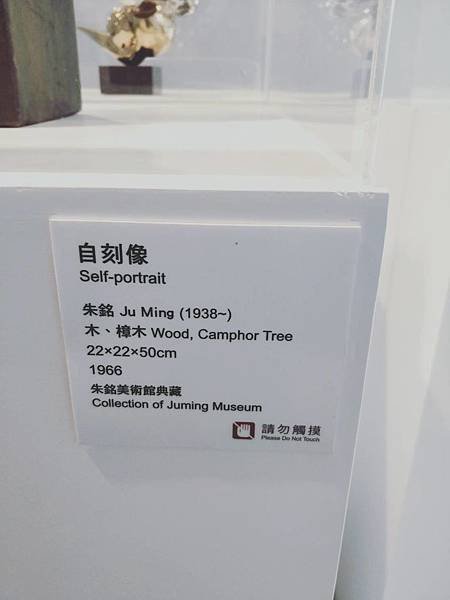 自刻像
Self-portrait
朱銘 Ju Ming (1938~)
木、樟木 Wood, Camphor Tree
22×22×50cm
1966
朱銘美術館典藏
Collection of Juming Museum
請勿觸摸
Please Do Not Touch